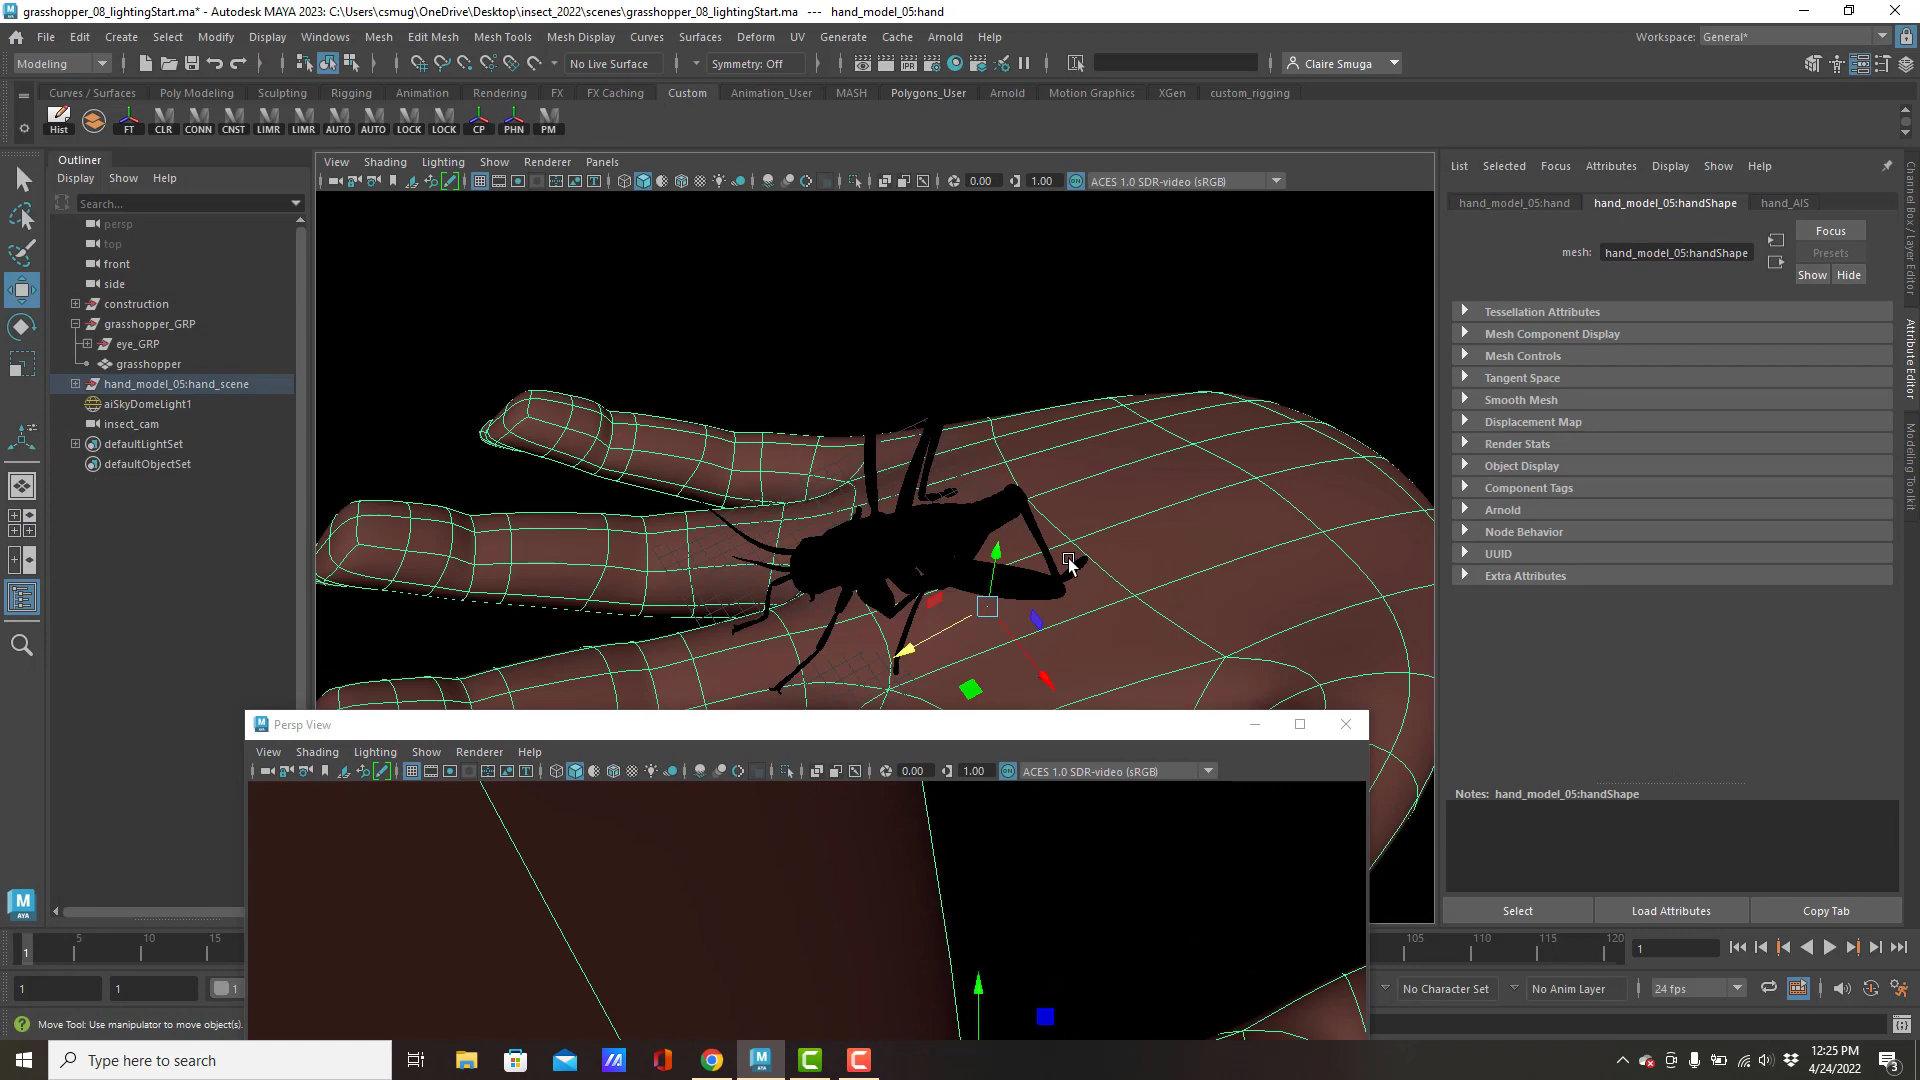 grasshopper_08_lightingStart.ma* - Autodesk MAYA 2023: C:\Users\csmug\OneDrive\Desktop\insect_2022\scenes\grasshopper_08_lightingStart.ma --- hand_model_05:hand
File Edit Create Select Modify Display Windows Mesh Edit Mesh Mesh Tools Mesh Display Curves Surfaces Deform UV Generate Cache Arnold Help Workspace: General*
Modeling No Live Surface Symmetry: Off Claire Smuga
Curves / Surfaces Poly Modeling Sculpting Rigging Animation Rendering FX FX Caching Custom Animation_User MASH Polygons_User Arnold Motion Graphics XGen custom_rigging
Hist FT CLR CONN CNST LIMR LIMR AUTO AUTO LOCK LOCK CP PHN PM
Outliner
Display Show Help
Search...
persp
top
front
side
construction
grasshopper_GRP
eye_GRP
grasshopper
hand_model_05:hand_scene
aiSkyDomeLight1
insect_cam
defaultLightSet
defaultObjectSet
View Shading Lighting Show Renderer Panels
0.00 1.00 ACES 1.0 SDR-video (sRGB)
List Selected Focus Attributes Display Show Help
hand_model_05:hand hand_model_05:handShape hand_AIS
Focus
mesh: hand_model_05:handShape Presets
Show Hide
Tessellation Attributes
Mesh Component Display
Mesh Controls
Tangent Space
Smooth Mesh
Displacement Map
Render Stats
Object Display
Component Tags
Arnold
Node Behavior
UUID
Extra Attributes
Notes: hand_model_05:handShape
Select Load Attributes Copy Tab
Channel Box / Layer Editor
Attribute Editor
Modeling Toolkit
Persp View
View Shading Lighting Show Renderer Help
0.00 1.00 ACES 1.0 SDR-video (sRGB)
M
AYA
1 5 10 15 105 110 115 120 1
1 1 1 No Character Set No Anim Layer 24 fps
Move Tool: Use manipulator to move object(s).
Type here to search
12:25 PM
4/24/2022
3